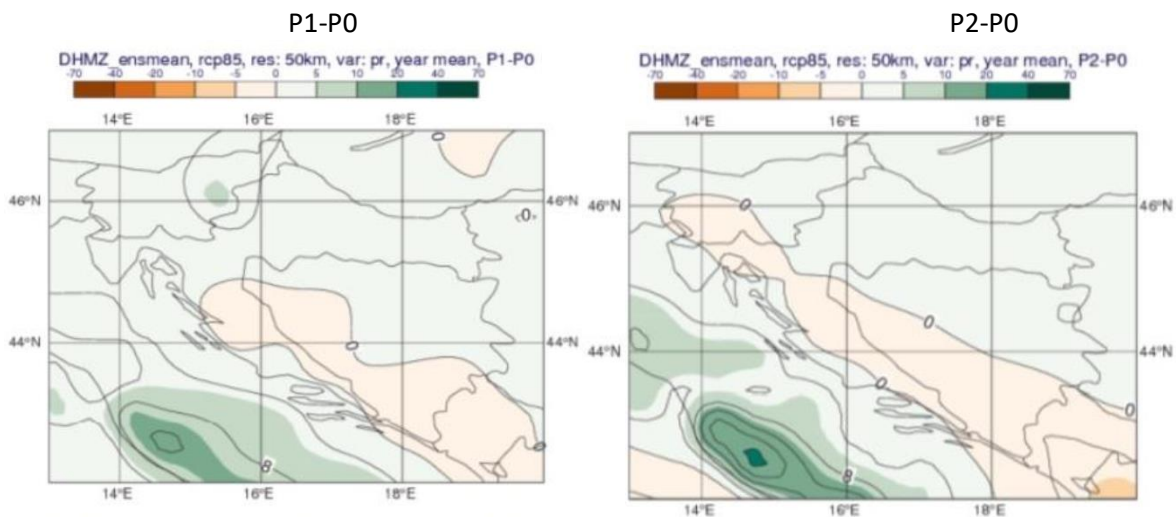 P1-P0
DHMZ_ensmean, rcp85, res: 50km, var: pr, year mean, P1-P0
-70 -40 -20 -10 -5 0 5 10 20 40 70
14°E 16°E 18°E
0
46°N 46°N
0
44°N 0 44°N
0
8
14°E 16°E 18°E
P2-P0
DHMZ_ensmean, rcp85, res: 50km, var: pr, year mean, P2-P0
-70 -40 -20 -10 -5 0 5 10 20 40 70
14°E 16°E 18°E
46°N 0 46°N
0
44°N 44°N
0
0
8
14°E 16°E 18°E